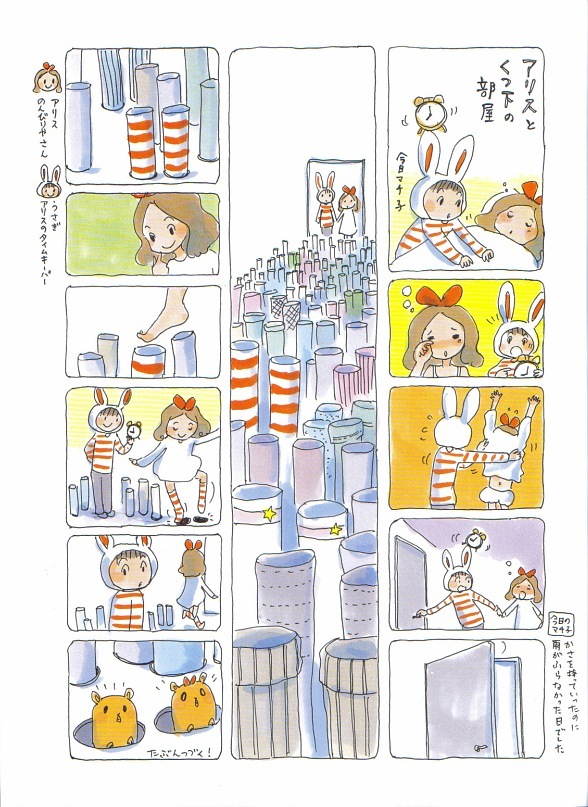 アリスと
くつ下の
部屋
今日マチ子
今日の
マチ子
かさを持っていったのに
雨がふらなかった日でした
アリス
のんびりやさん
うさぎ
アリスのタイムキーパー
たぶんつづく!